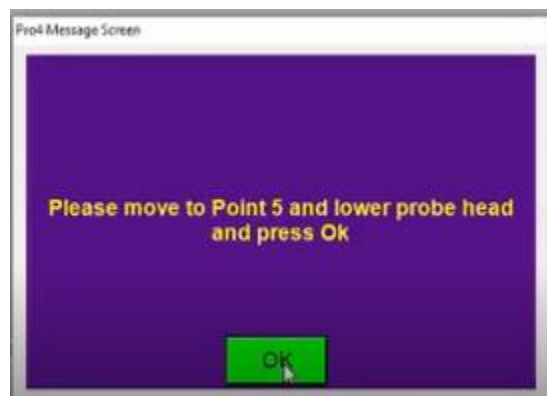 Pro4 Message Screen
Please move to Point 5 and lower probe head
and press Ok
OK